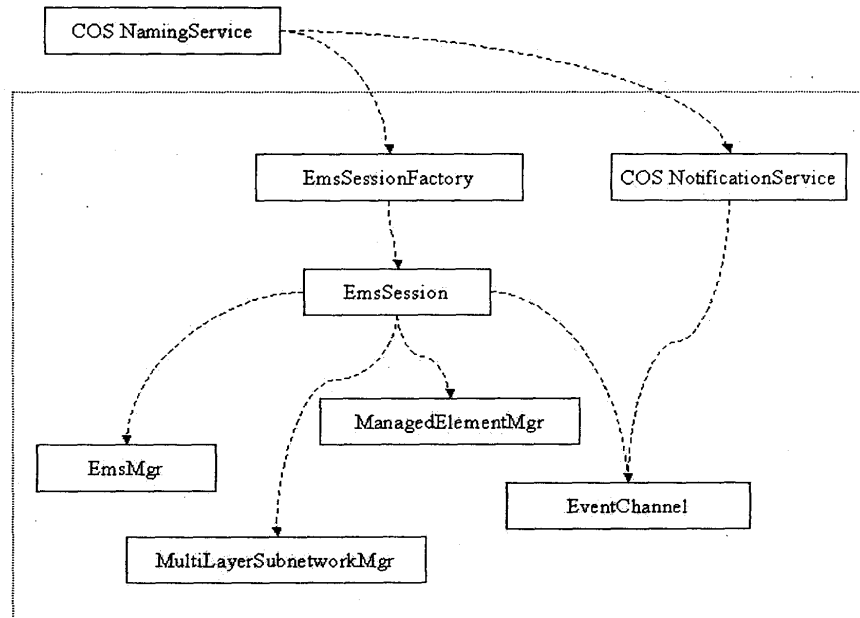 COS NamingService
EmsSessionFactory
COS NotificationService
EmsSession
ManagedElementMgr
EmsMgr
EventChannel
MultiLayerSubnetworkMgr